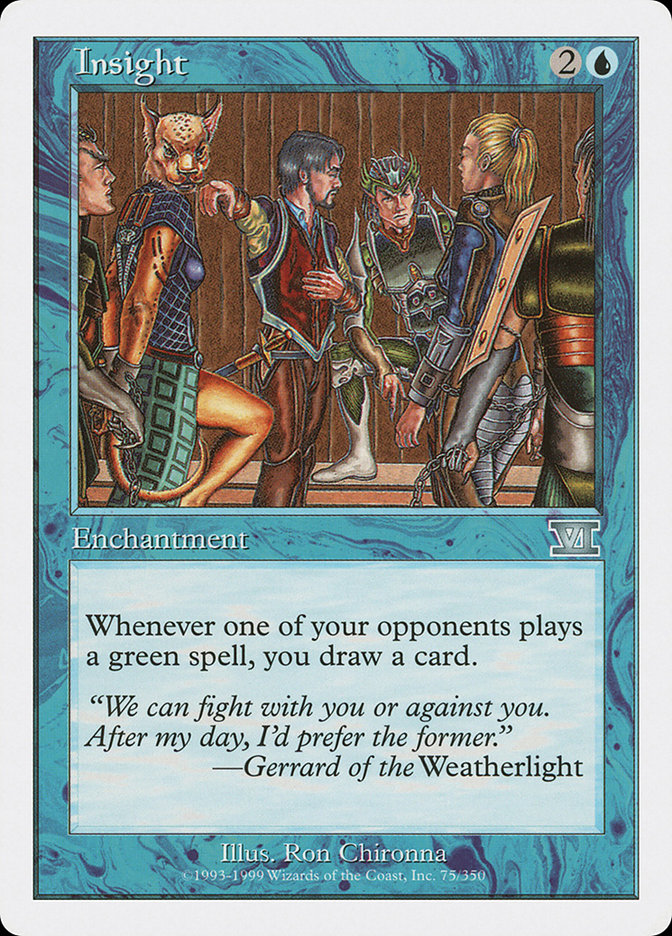 Insight 2
Enchantment VI
Whenever one of your opponents plays
a green spell, you draw a card.
“We can fight with you or against you.
After my day, I’d prefer the former.”
—Gerrard of the Weatherlight
Illus. Ron Chironna
©1993-1999 Wizards of the Coast, Inc. 75/350